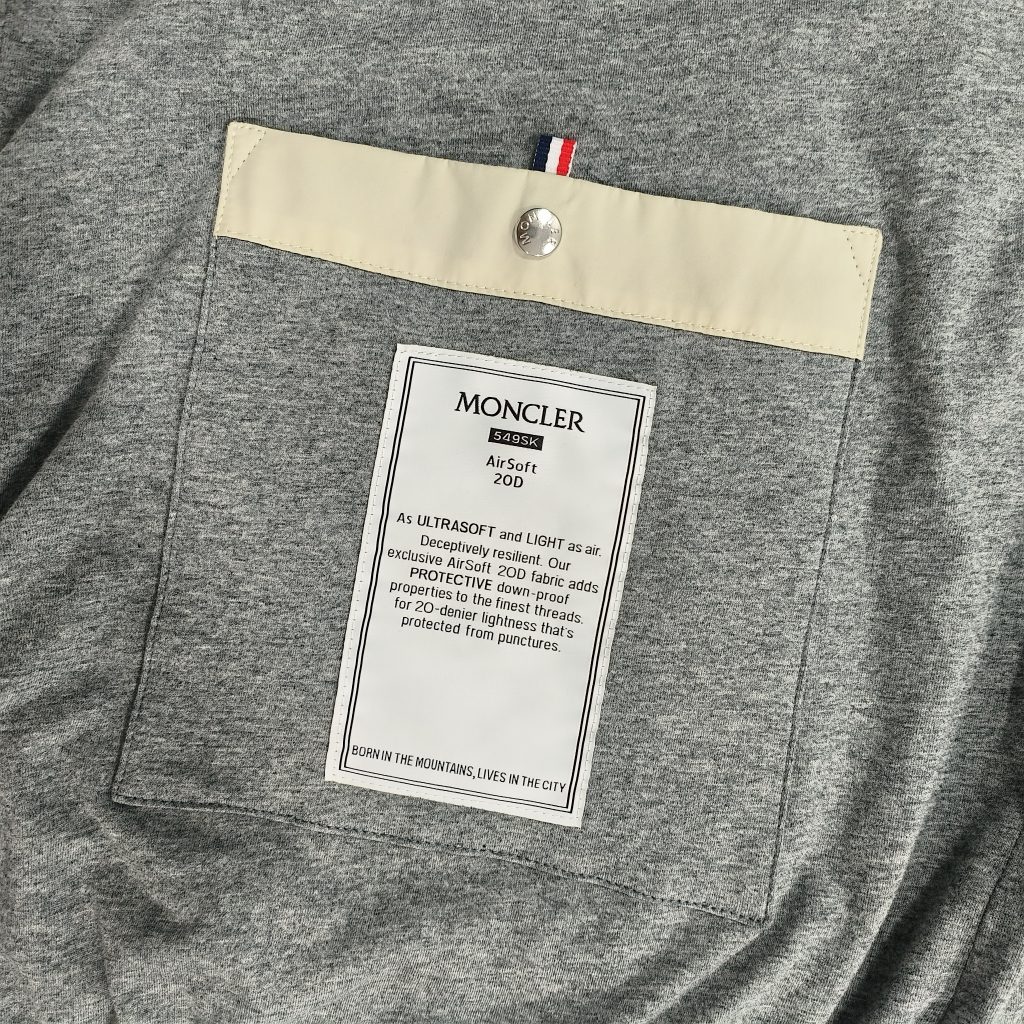 MONCLER
MONCLER
549SK
AirSoft
20D
As ULTRASOFT and LIGHT as air.
Deceptively resilient. Our
exclusive AirSoft 20D fabric adds
PROTECTIVE down-proof
properties to the finest threads.
for 20-denier lightness that's
protected from punctures.
BORN IN THE MOUNTAINS, LIVES IN THE CITY